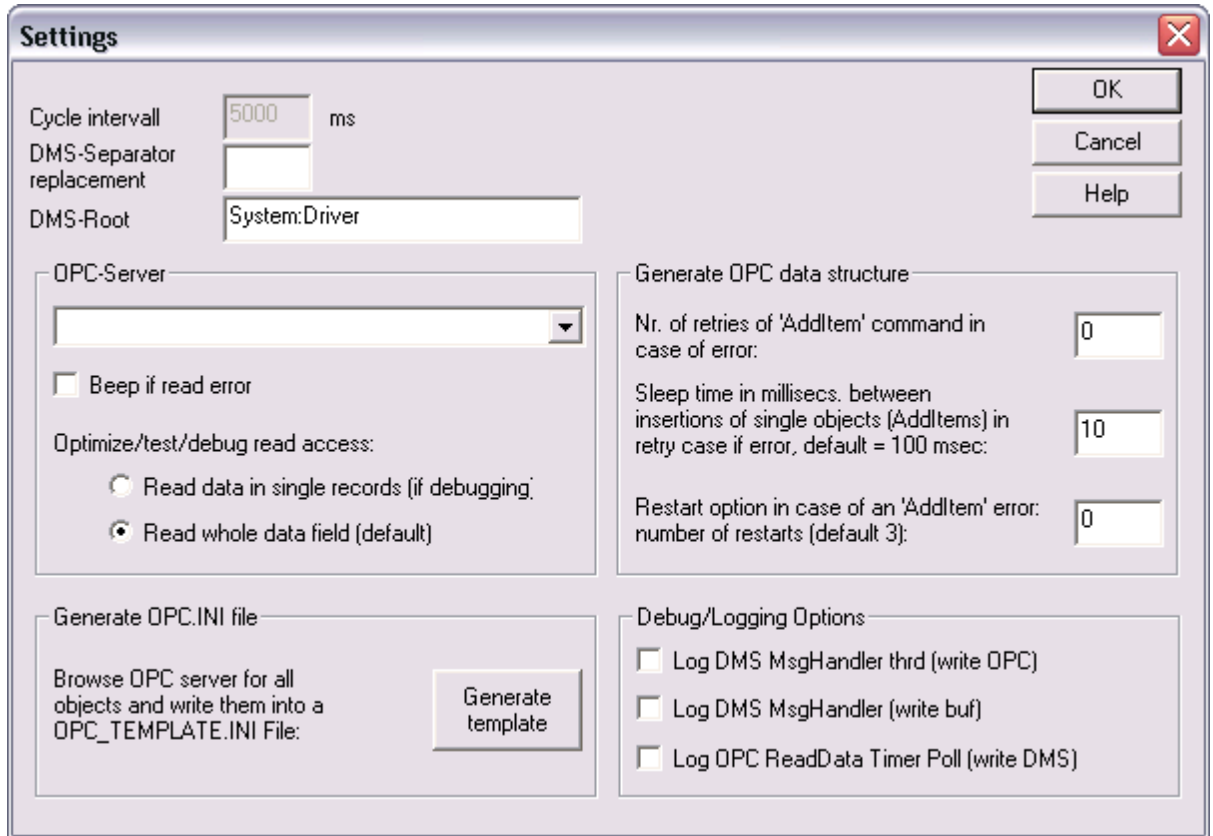 Settings
OK
Cycle intervall 5000 ms
Cancel
DMS-Separator
replacement
Help
DMS-Root System:Driver
OPC-Server
Beep if read error
Optimize/test/debug read access:
Read data in single records (if debugging)
Read whole data field (default)
Generate OPC data structure
Nr. of retries of 'AddItem' command in
case of error:
0
Sleep time in millisecs. between
insertions of single objects (AddItems) in
retry case if error, default = 100 msec:
10
Restart option in case of an 'AddItem' error:
number of restarts (default 3):
0
Generate OPC.INI file
Browse OPC server for all
objects and write them into a
OPC_TEMPLATE.INI File:
Generate
template
Debug/Logging Options
Log DMS MsgHandler thrd (write OPC)
Log DMS MsgHandler (write buf)
Log OPC ReadData Timer Poll (write DMS)